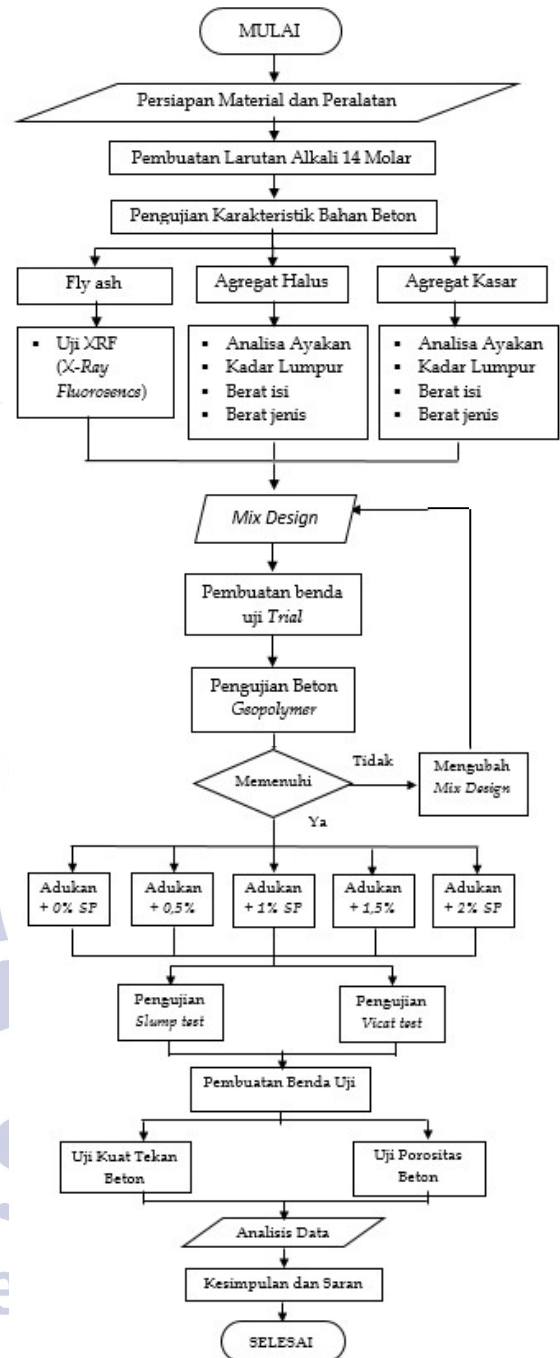 MULAI
Persiapan Material dan Peralatan
Pembuatan Larutan Alkali 14 Molar
Pengujian Karakteristik Bahan Beton
Fly ash
▪ Uji XRF
(X-Ray
Fluorosence)
Agregat Halus
▪ Analisa Ayakan
▪ Kadar Lumpur
▪ Berat isi
▪ Berat jenis
Agregat Kasar
▪ Analisa Ayakan
▪ Kadar Lumpur
▪ Berat isi
▪ Berat jenis
Mix Design
Pembuatan benda
uji Trial
Pengujian Beton
Geopolymer
Memenuhi
Tidak
Mengubah
Mix Design
Ya
Adukan
+ 0% SP
Adukan
+ 0,5%
Adukan
+ 1% SP
Adukan
+ 1,5%
Adukan
+ 2% SP
Pengujian
Slump test
Pengujian
Vicat test
Pembuatan Benda Uji
Uji Kuat Tekan
Beton
Uji Porositas
Beton
Analisis Data
Kesimpulan dan Saran
SELESAI